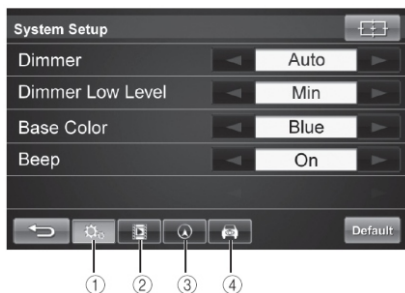 System Setup
Dimmer Auto
Dimmer Low Level Min
Base Color Blue
Beep On
Default
① ② ③ ④